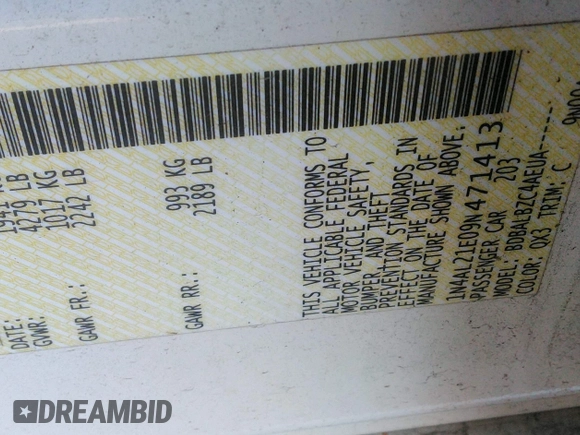 DATE:
GVWR: 1941 KG
4279 LB
GAWR FR.: 1017 KG
2242 LB
GAWR RR.: 993 KG
2189 LB
THIS VEHICLE CONFORMS TO
ALL APPLICABLE FEDERAL
MOTOR VEHICLE SAFETY,
BUMPER, AND THEFT
PREVENTION STANDARDS IN
EFFECT ON THE DATE OF
MANUFACTURE SHOWN ABOVE.
1N4AL21E09N471413
PASSENGER CAR 203
MODEL: BDBALBZC4AEUA-----
COLOR: QX3 TRIM: C
DREAMBID